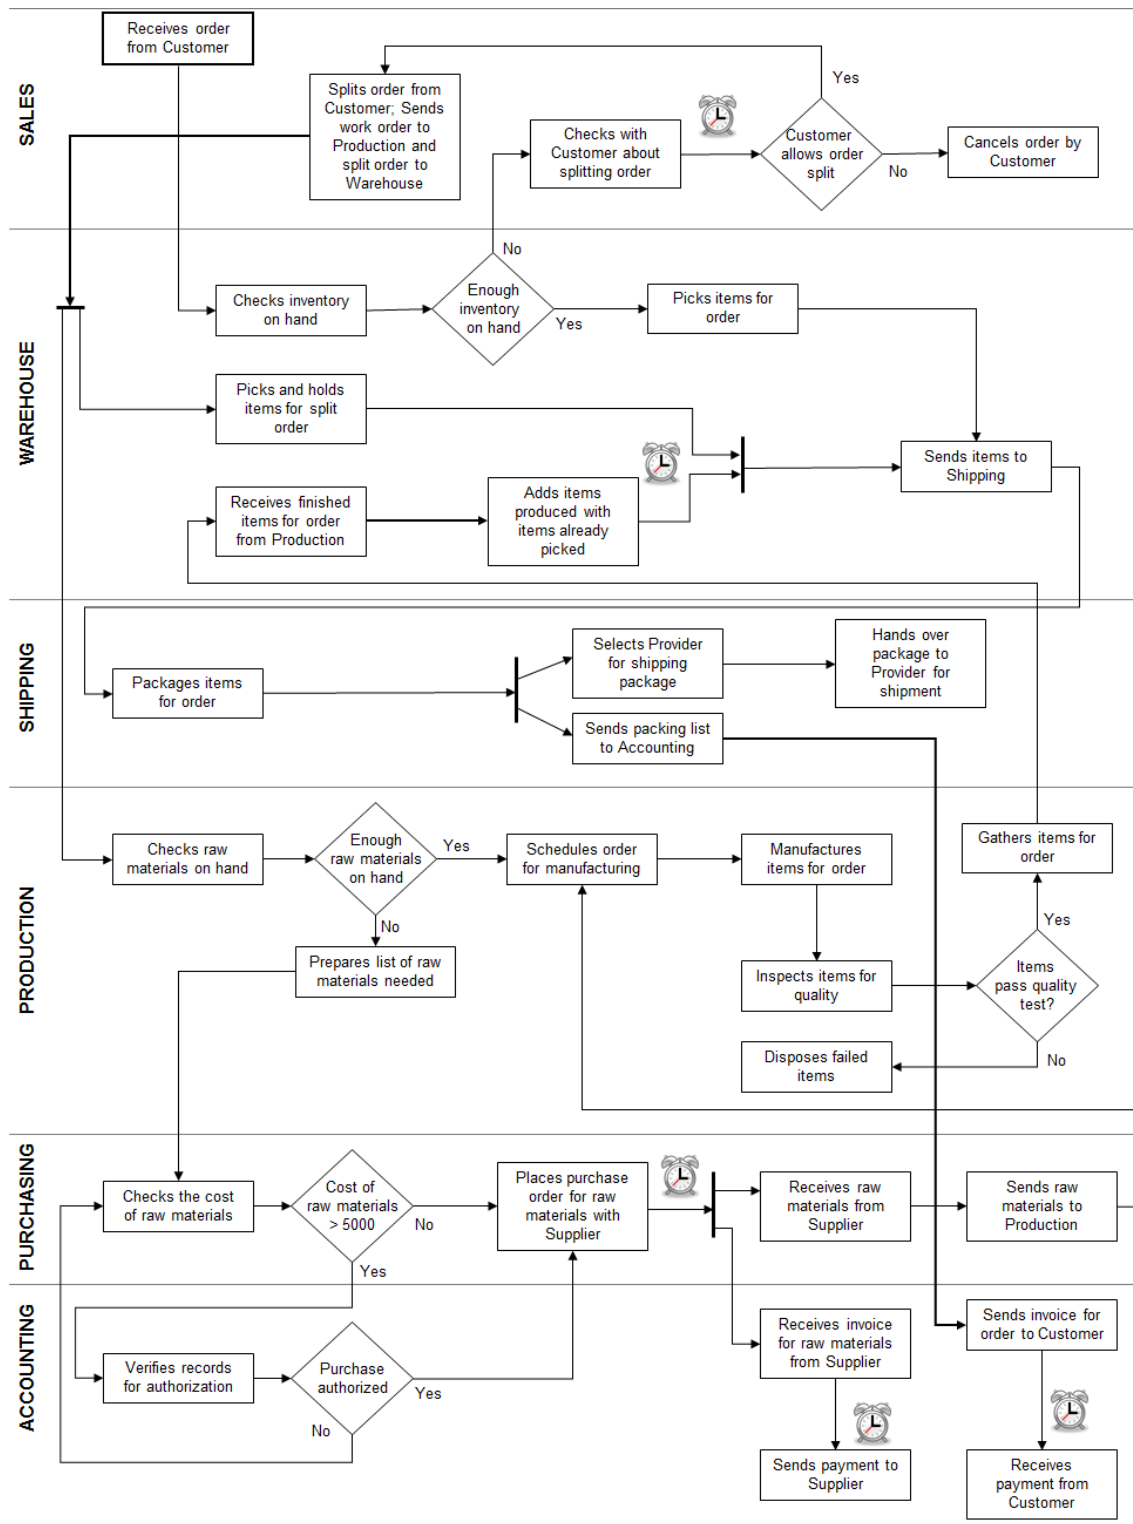 SALES
Receives order
from Customer
Splits order from
Customer; Sends
work order to
Production and
split order to
Warehouse
Checks with
Customer about
splitting order
Customer
allows order
split
Yes
No
Cancels order by
Customer
WAREHOUSE
Checks inventory
on hand
Enough
inventory
on hand
No
Yes
Picks items for
order
Picks and holds
items for split
order
Receives finished
items for order
from Production
Adds items
produced with
items already
picked
Sends items to
Shipping
SHIPPING
Packages items
for order
Selects Provider
for shipping
package
Hands over
package to
Provider for
shipment
Sends packing list
to Accounting
PRODUCTION
Checks raw
materials on hand
Enough
raw materials
on hand
Yes
No
Schedules order
for manufacturing
Manufactures
items for order
Gathers items for
order
Prepares list of raw
materials needed
Inspects items for
quality
Items
pass quality
test?
Yes
No
Disposes failed
items
PURCHASING
Checks the cost
of raw materials
Cost of
raw materials
> 5000
No
Yes
Places purchase
order for raw
materials with
Supplier
Receives raw
materials from
Supplier
Sends raw
materials to
Production
ACCOUNTING
Verifies records
for authorization
Purchase
authorized
Yes
No
Receives invoice
for raw materials
from Supplier
Sends invoice for
order to Customer
Sends payment to
Supplier
Receives
payment from
Customer